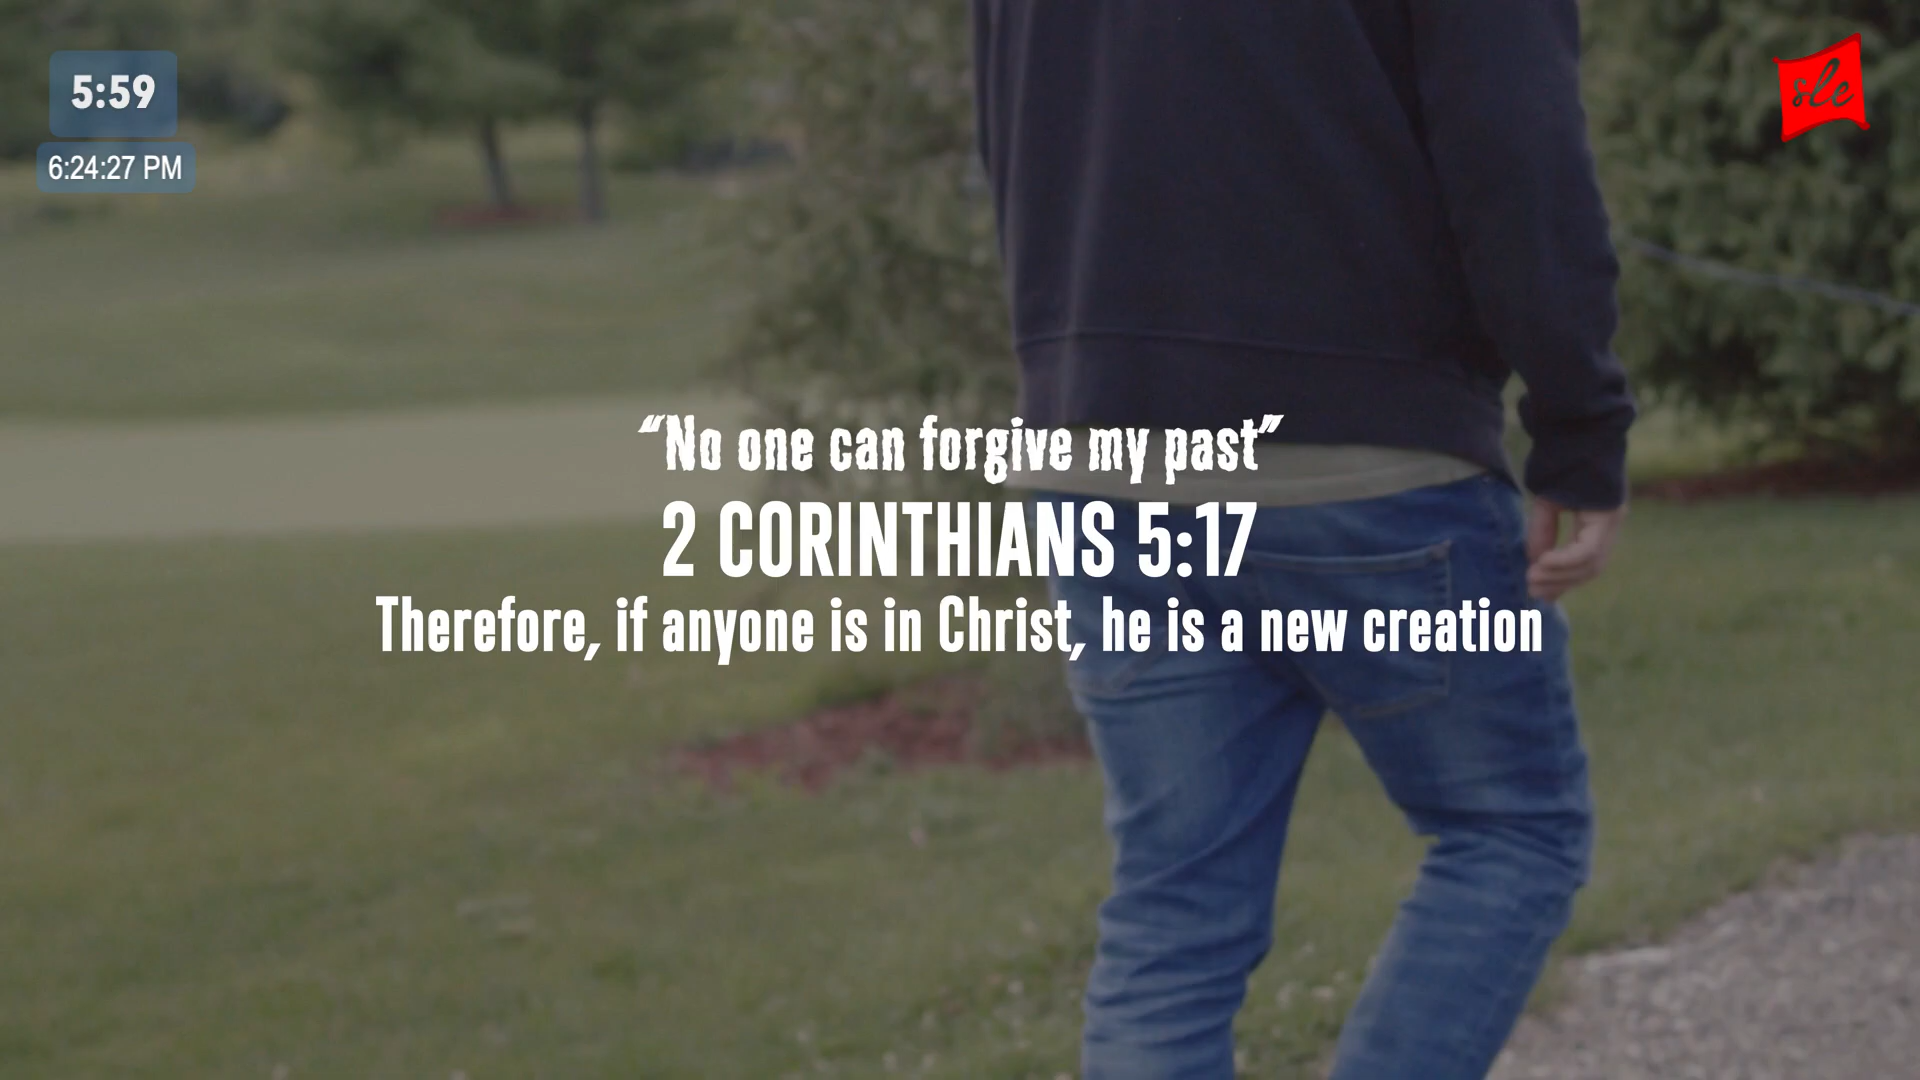 5:59
6:24:27 PM
sle
“No one can forgive my past”
2 CORINTHIANS 5:17
Therefore, if anyone is in Christ, he is a new creation